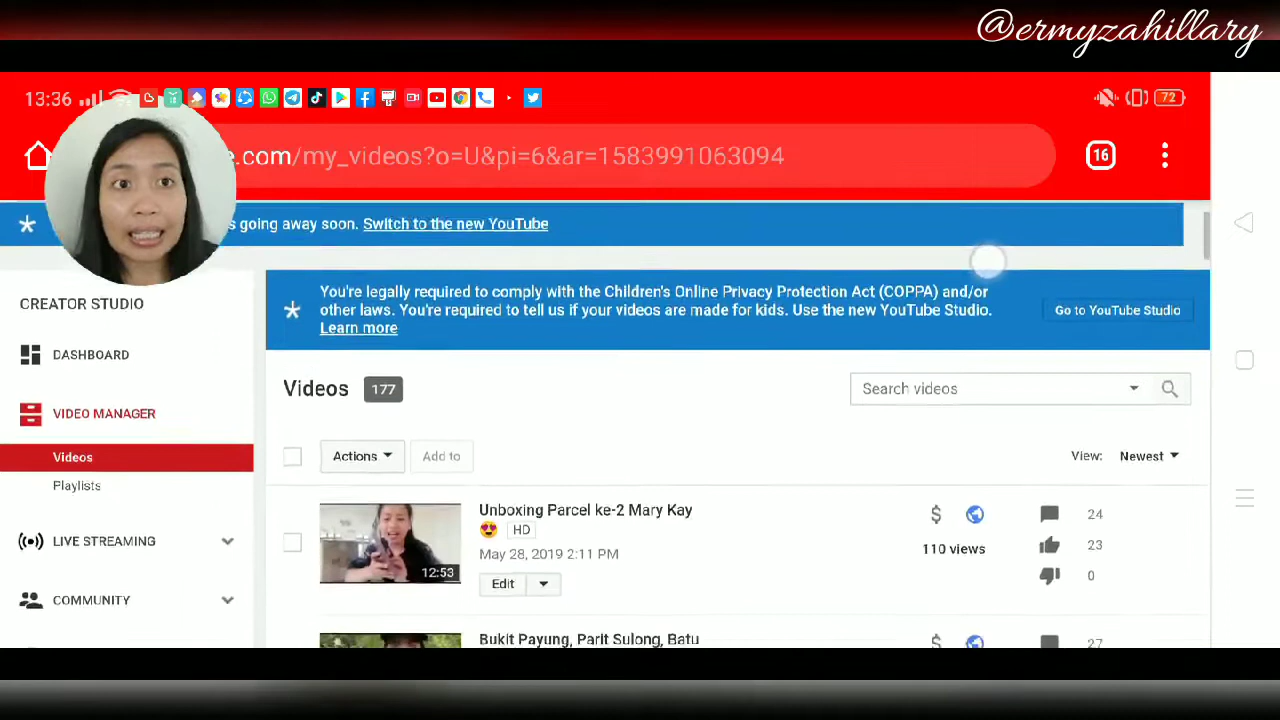 @ermyzahillary
13:36
72
e.com/my_videos?o=U&pi=6&ar=1583991063094
16
s going away soon. Switch to the new YouTube
CREATOR STUDIO
You're legally required to comply with the Children's Online Privacy Protection Act (COPPA) and/or
other laws. You're required to tell us if your videos are made for kids. Use the new YouTube Studio.
Learn more
Go to YouTube Studio
DASHBOARD
Videos 177
Search videos
VIDEO MANAGER
Videos
Playlists
Actions
Add to
View: Newest
Unboxing Parcel ke-2 Mary Kay
HD
May 28, 2019 2:11 PM
12:53
Edit
$
110 views
24
23
0
LIVE STREAMING
COMMUNITY
Bukit Payung, Parit Sulong, Batu
$
27